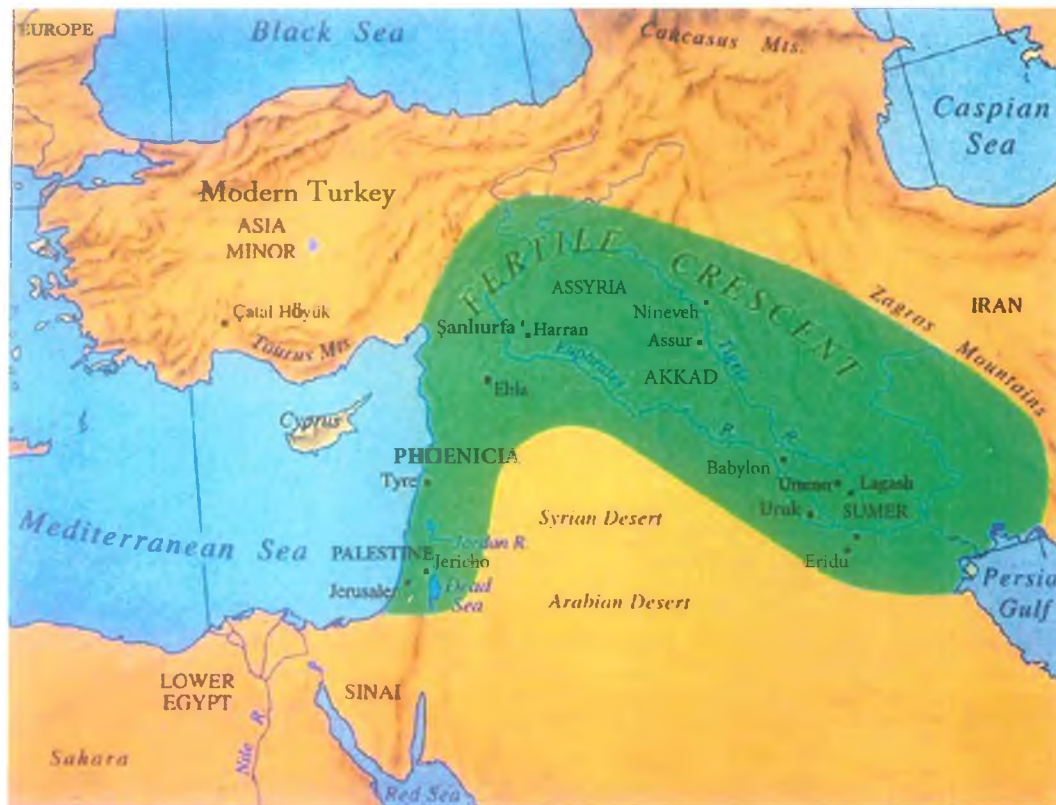 EUROPE
Black Sea
Caucasus Mts.
Caspian
Sea
Modern Turkey
ASIA
MINOR
FERTILE CRESCENT
ASSYRIA
Zagros
Mountains
IRAN
Nineveh
Çatal Höyük
Şanlıurfa
Harran
Assur
Taurus Mts
Euphrates
R.
Tigris
R.
AKKAD
Ebla
Cyprus
PHOENICIA
Tyre
Babylon
Lagash
Uruk
SUMER
Mediterranean Sea
Syrian Desert
PALESTINE
Jordan R.
Jericho
Eridu
Jerusalem
Dead
Sea
Arabian Desert
Persia
Gulf
LOWER
EGYPT
SINAI
Nile R.
Sahara
Red Sea